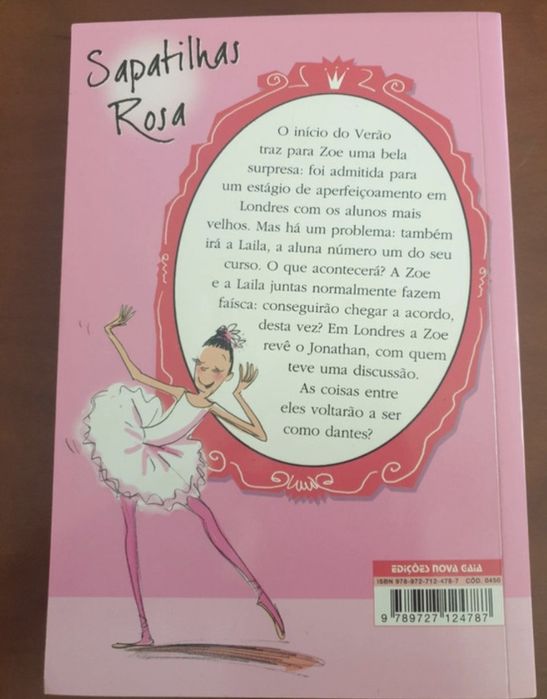 Sapatilhas
Rosa
O início do Verão
traz para Zoe uma bela
surpresa: foi admitida para
um estágio de aperfeiçoamento em
Londres com os alunos mais
velhos. Mas há um problema: também
irá a Laila, a aluna número um do seu
curso. O que acontecerá? A Zoe
e a Laila juntas normalmente fazem
faísca: conseguirão chegar a acordo,
desta vez? Em Londres a Zoe
revê o Jonathan, com quem
teve uma discussão.
As coisas entre
eles voltarão a ser
como dantes?
EDIÇÕES NOVA GAIA
ISBN 978-972-712-478-7 CÓD. 0450
9 789727 124787